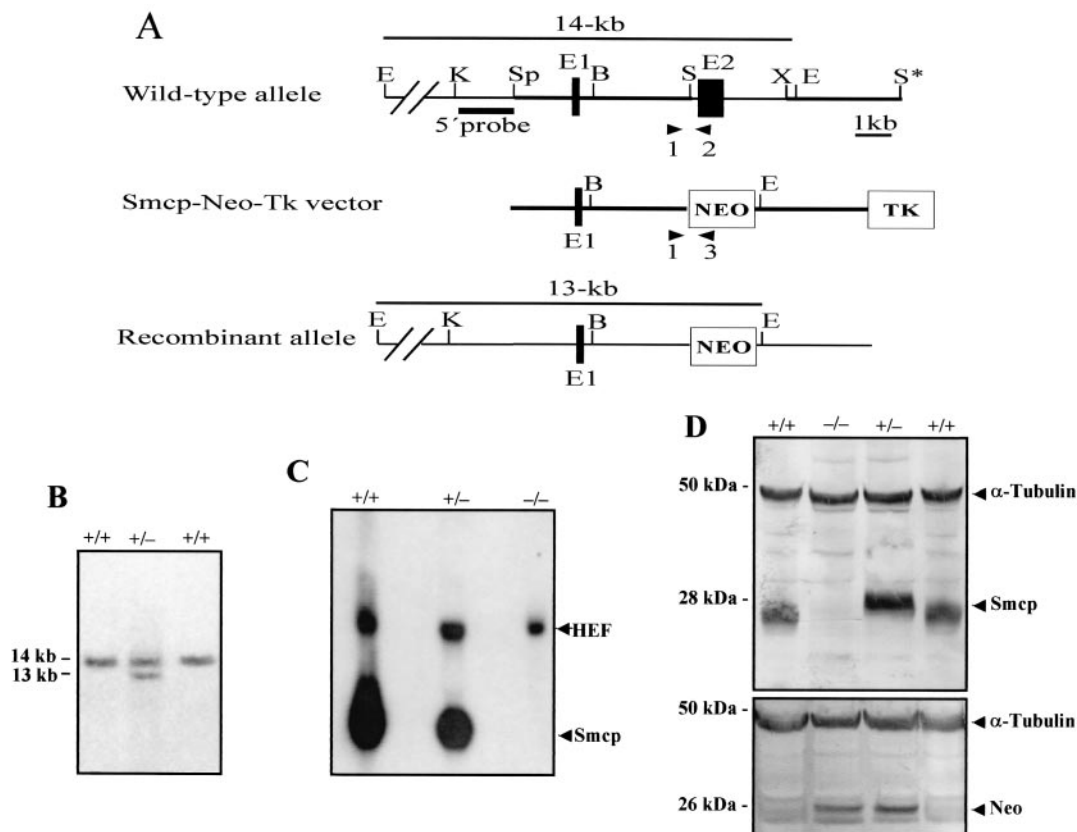 A
14-kb
E K Sp E1 B S E2 X E S*
Wild-type allele
5´probe
1 2
1kb
Smcp-Neo-Tk vector
B NEO E TK
E1
1 3
13-kb
E K B E
Recombinant allele
NEO
E1
B
+/+ +/– +/+
14 kb –
13 kb –
C
+/+ +/– –/–
HEF
Smcp
D
+/+ –/– +/– +/+
50 kDa - α-Tubulin
28 kDa - Smcp
50 kDa - α-Tubulin
26 kDa - Neo